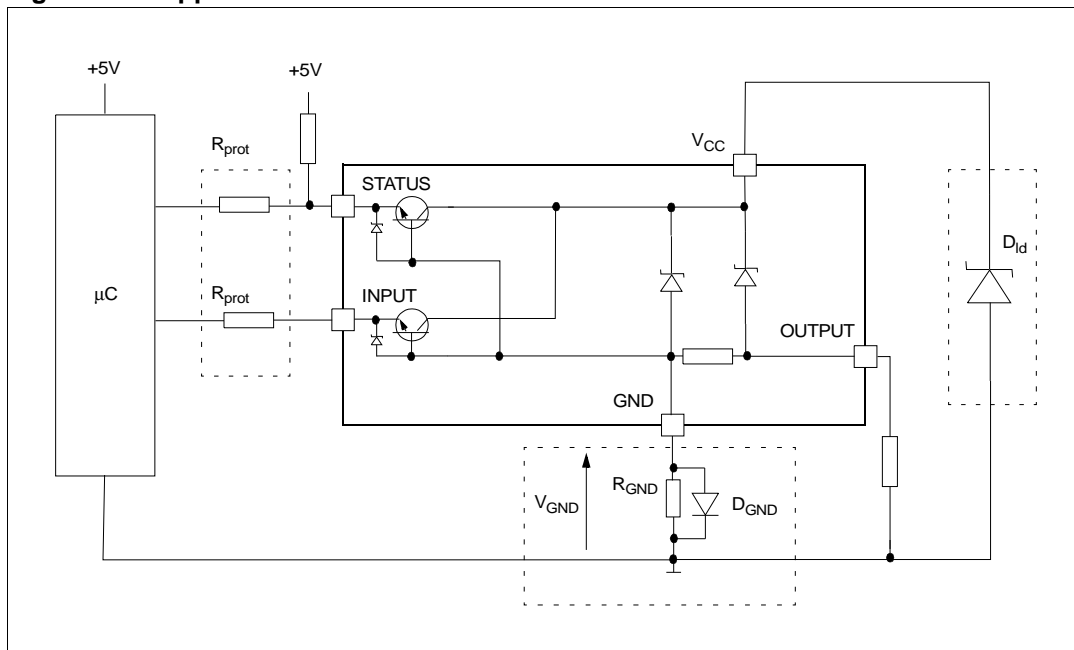 +5V
+5V
Rprot
VCC
STATUS
Dld
μC
Rprot
INPUT
OUTPUT
GND
RGND
VGND
DGND